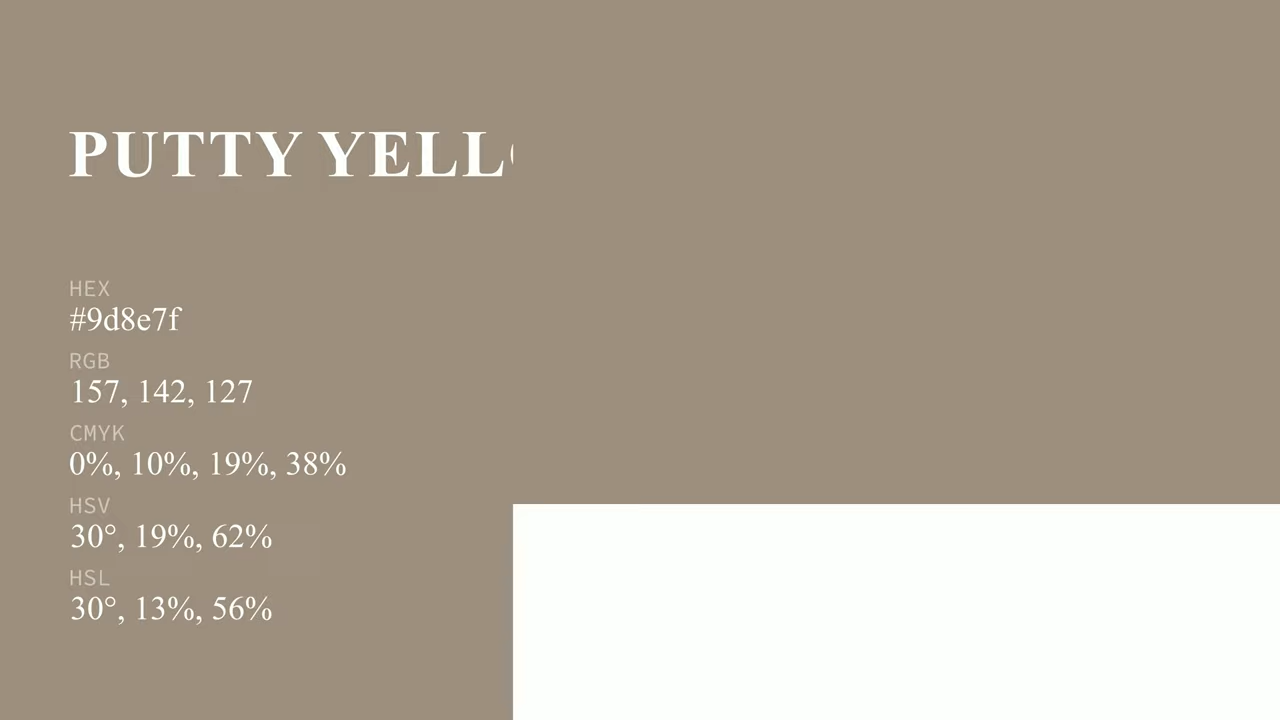 PUTTY YELL
HEX
#9d8e7f
RGB
157, 142, 127
CMYK
0%, 10%, 19%, 38%
HSV
30°, 19%, 62%
HSL
30°, 13%, 56%